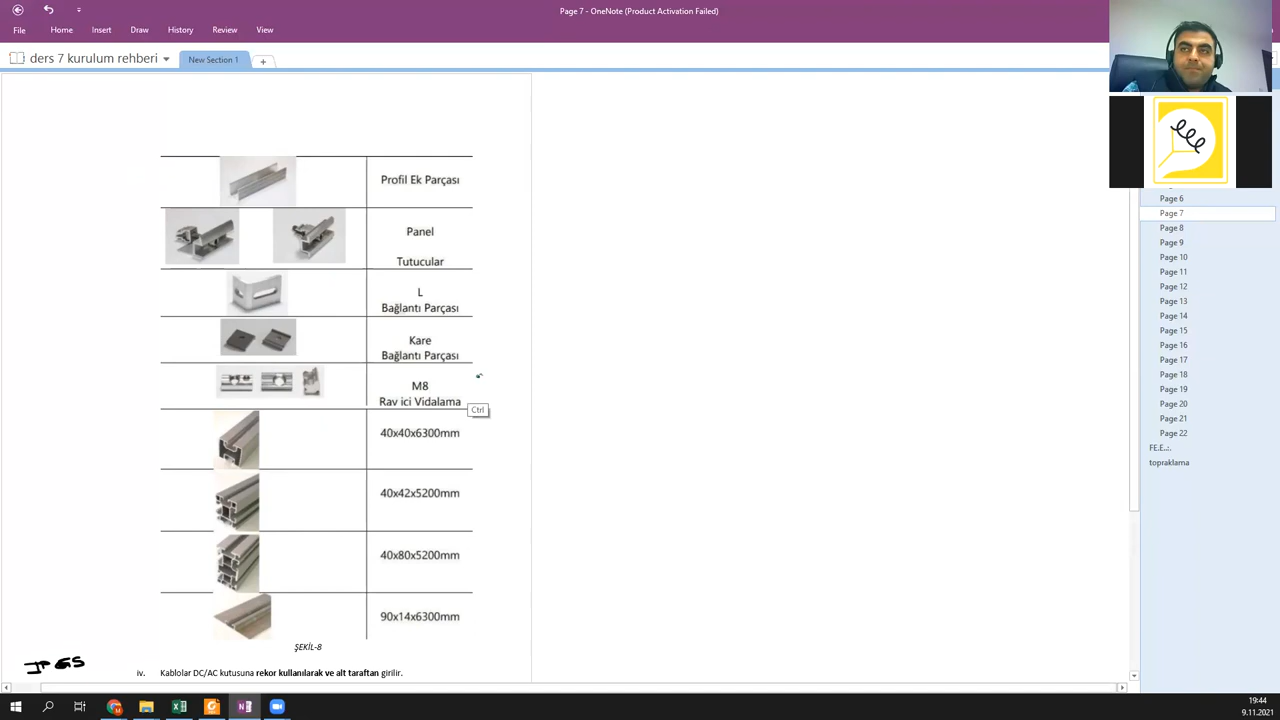 Page 7 - OneNote (Product Activation Failed)
File Home Insert Draw History Review View
ders 7 kurulum rehberi
New Section 1
Profil Ek Parçası
Panel
Tutucular
L
Bağlantı Parçası
Kare
Bağlantı Parçası
M8
Ray içi Vidalama
Ctrl
40x40x6300mm
40x42x5200mm
40x80x5200mm
90x14x6300mm
ŞEKİL-8
iv. Kablolar DC/AC kutusuna rekor kullanılarak ve alt taraftan girilir.
Page 6
Page 7
Page 8
Page 9
Page 10
Page 11
Page 12
Page 13
Page 14
Page 15
Page 16
Page 17
Page 18
Page 19
Page 20
Page 21
Page 22
FE.E..:.
topraklama
19:44
9.11.2021